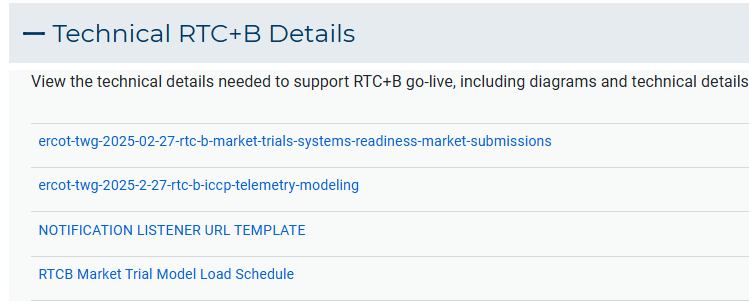 Technical RTC+B Details
View the technical details needed to support RTC+B go-live, including diagrams and technical details
ercot-twg-2025-02-27-rtc-b-market-trials-systems-readiness-market-submissions
ercot-twg-2025-2-27-rtc-b-iccp-telemetry-modeling
NOTIFICATION LISTENER URL TEMPLATE
RTCB Market Trial Model Load Schedule